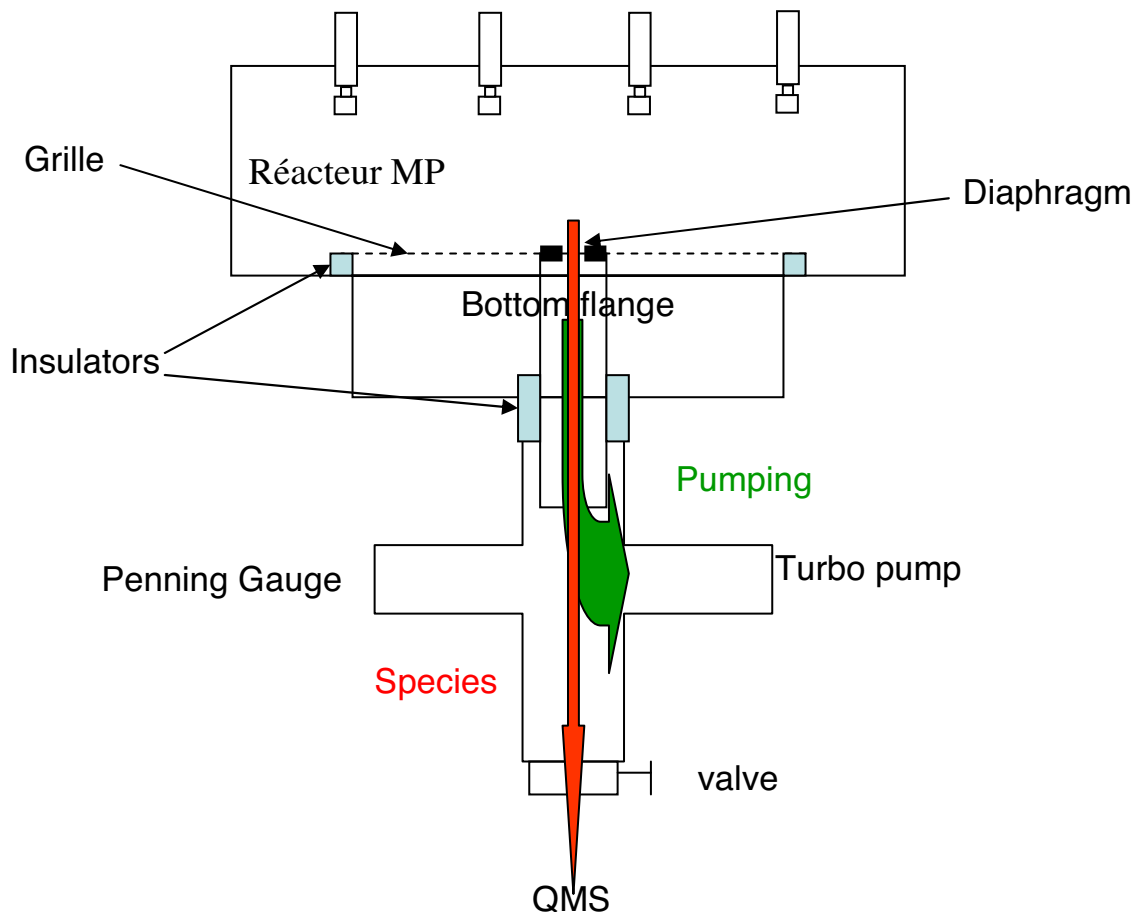 Grille
Réacteur MP
Diaphragm
Bottom flange
Insulators
Pumping
Penning Gauge
Turbo pump
Species
valve
QMS